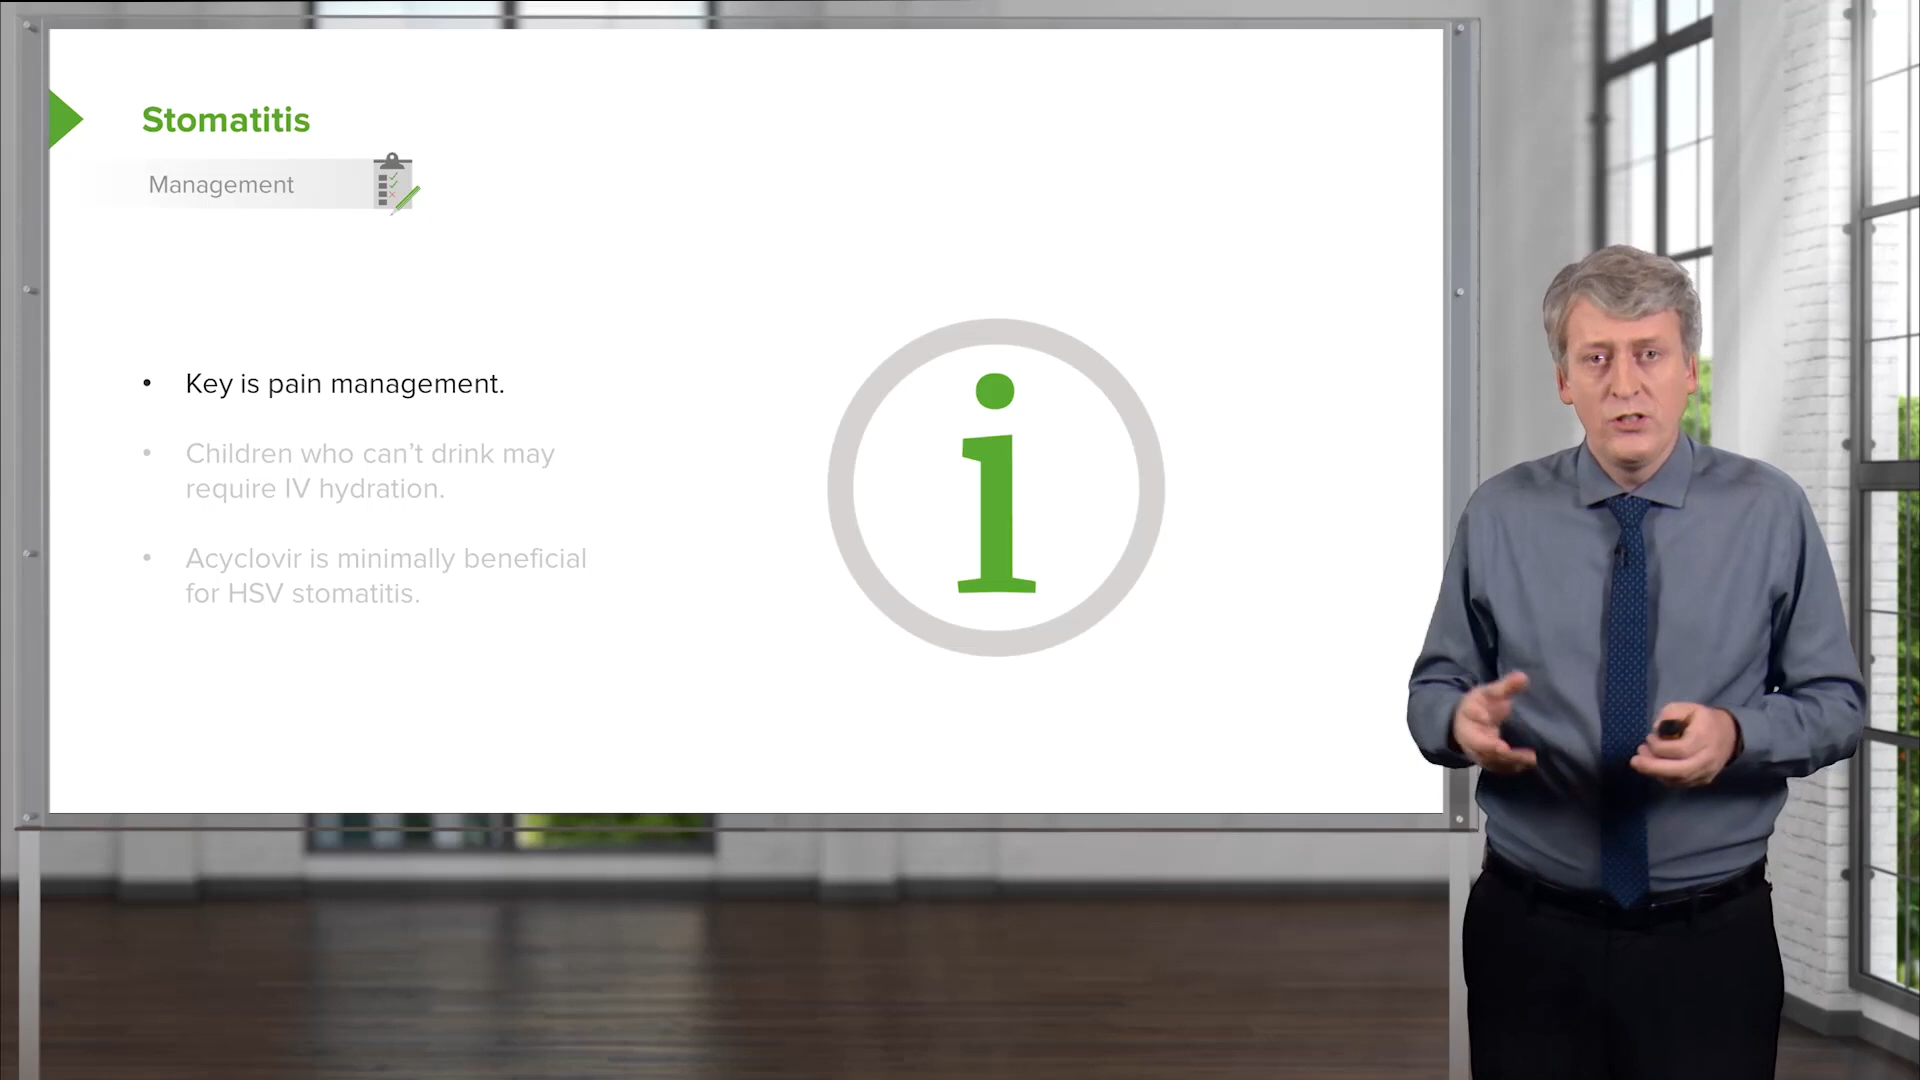 Stomatitis
Management
• Key is pain management.
• Children who can’t drink may
require IV hydration.
• Acyclovir is minimally beneficial
for HSV stomatitis.
i